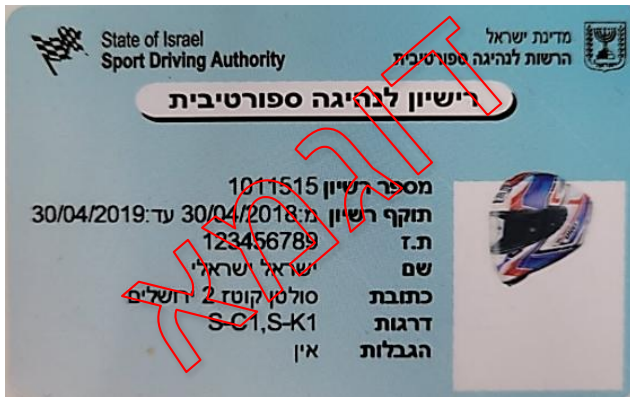 State of Israel
Sport Driving Authority
מדינת ישראל
הרשות לנהיגה ספורטיבית
רישיון לנהיגה ספורטיבית
מספר רשיון 1011515
תוקף רשיון מ:30/04/2018 עד:30/04/2019
ת.ז 123456789
שם ישראל ישראלי
כתובת סולטן קוטז 2 ירושלים
דרגות S-C1,S-K1
הגבלות אין
דוגמא